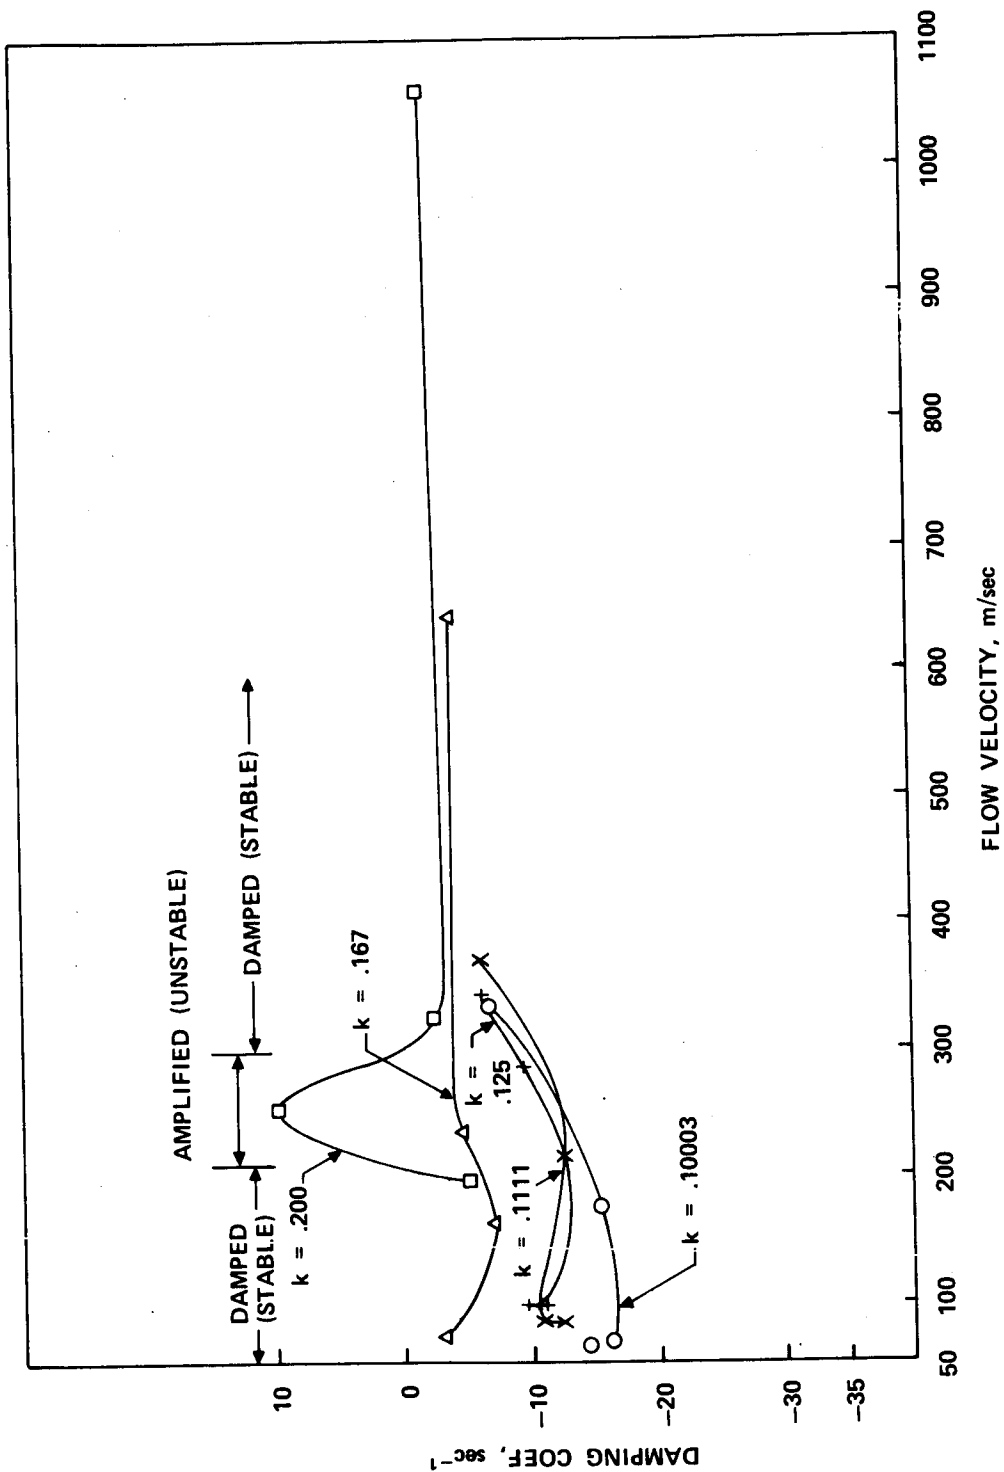 AMPLIFIED (UNSTABLE)
DAMPED
(STABLE)
DAMPED (STABLE)
k = .200
k = .167
k =
.125
k = .1111
k = .10003
10
0
−10
−20
−30
−35
DAMPING COEF, sec−1
50
100
200
300
400
500
600
700
800
900
1000
1100
FLOW VELOCITY, m/sec